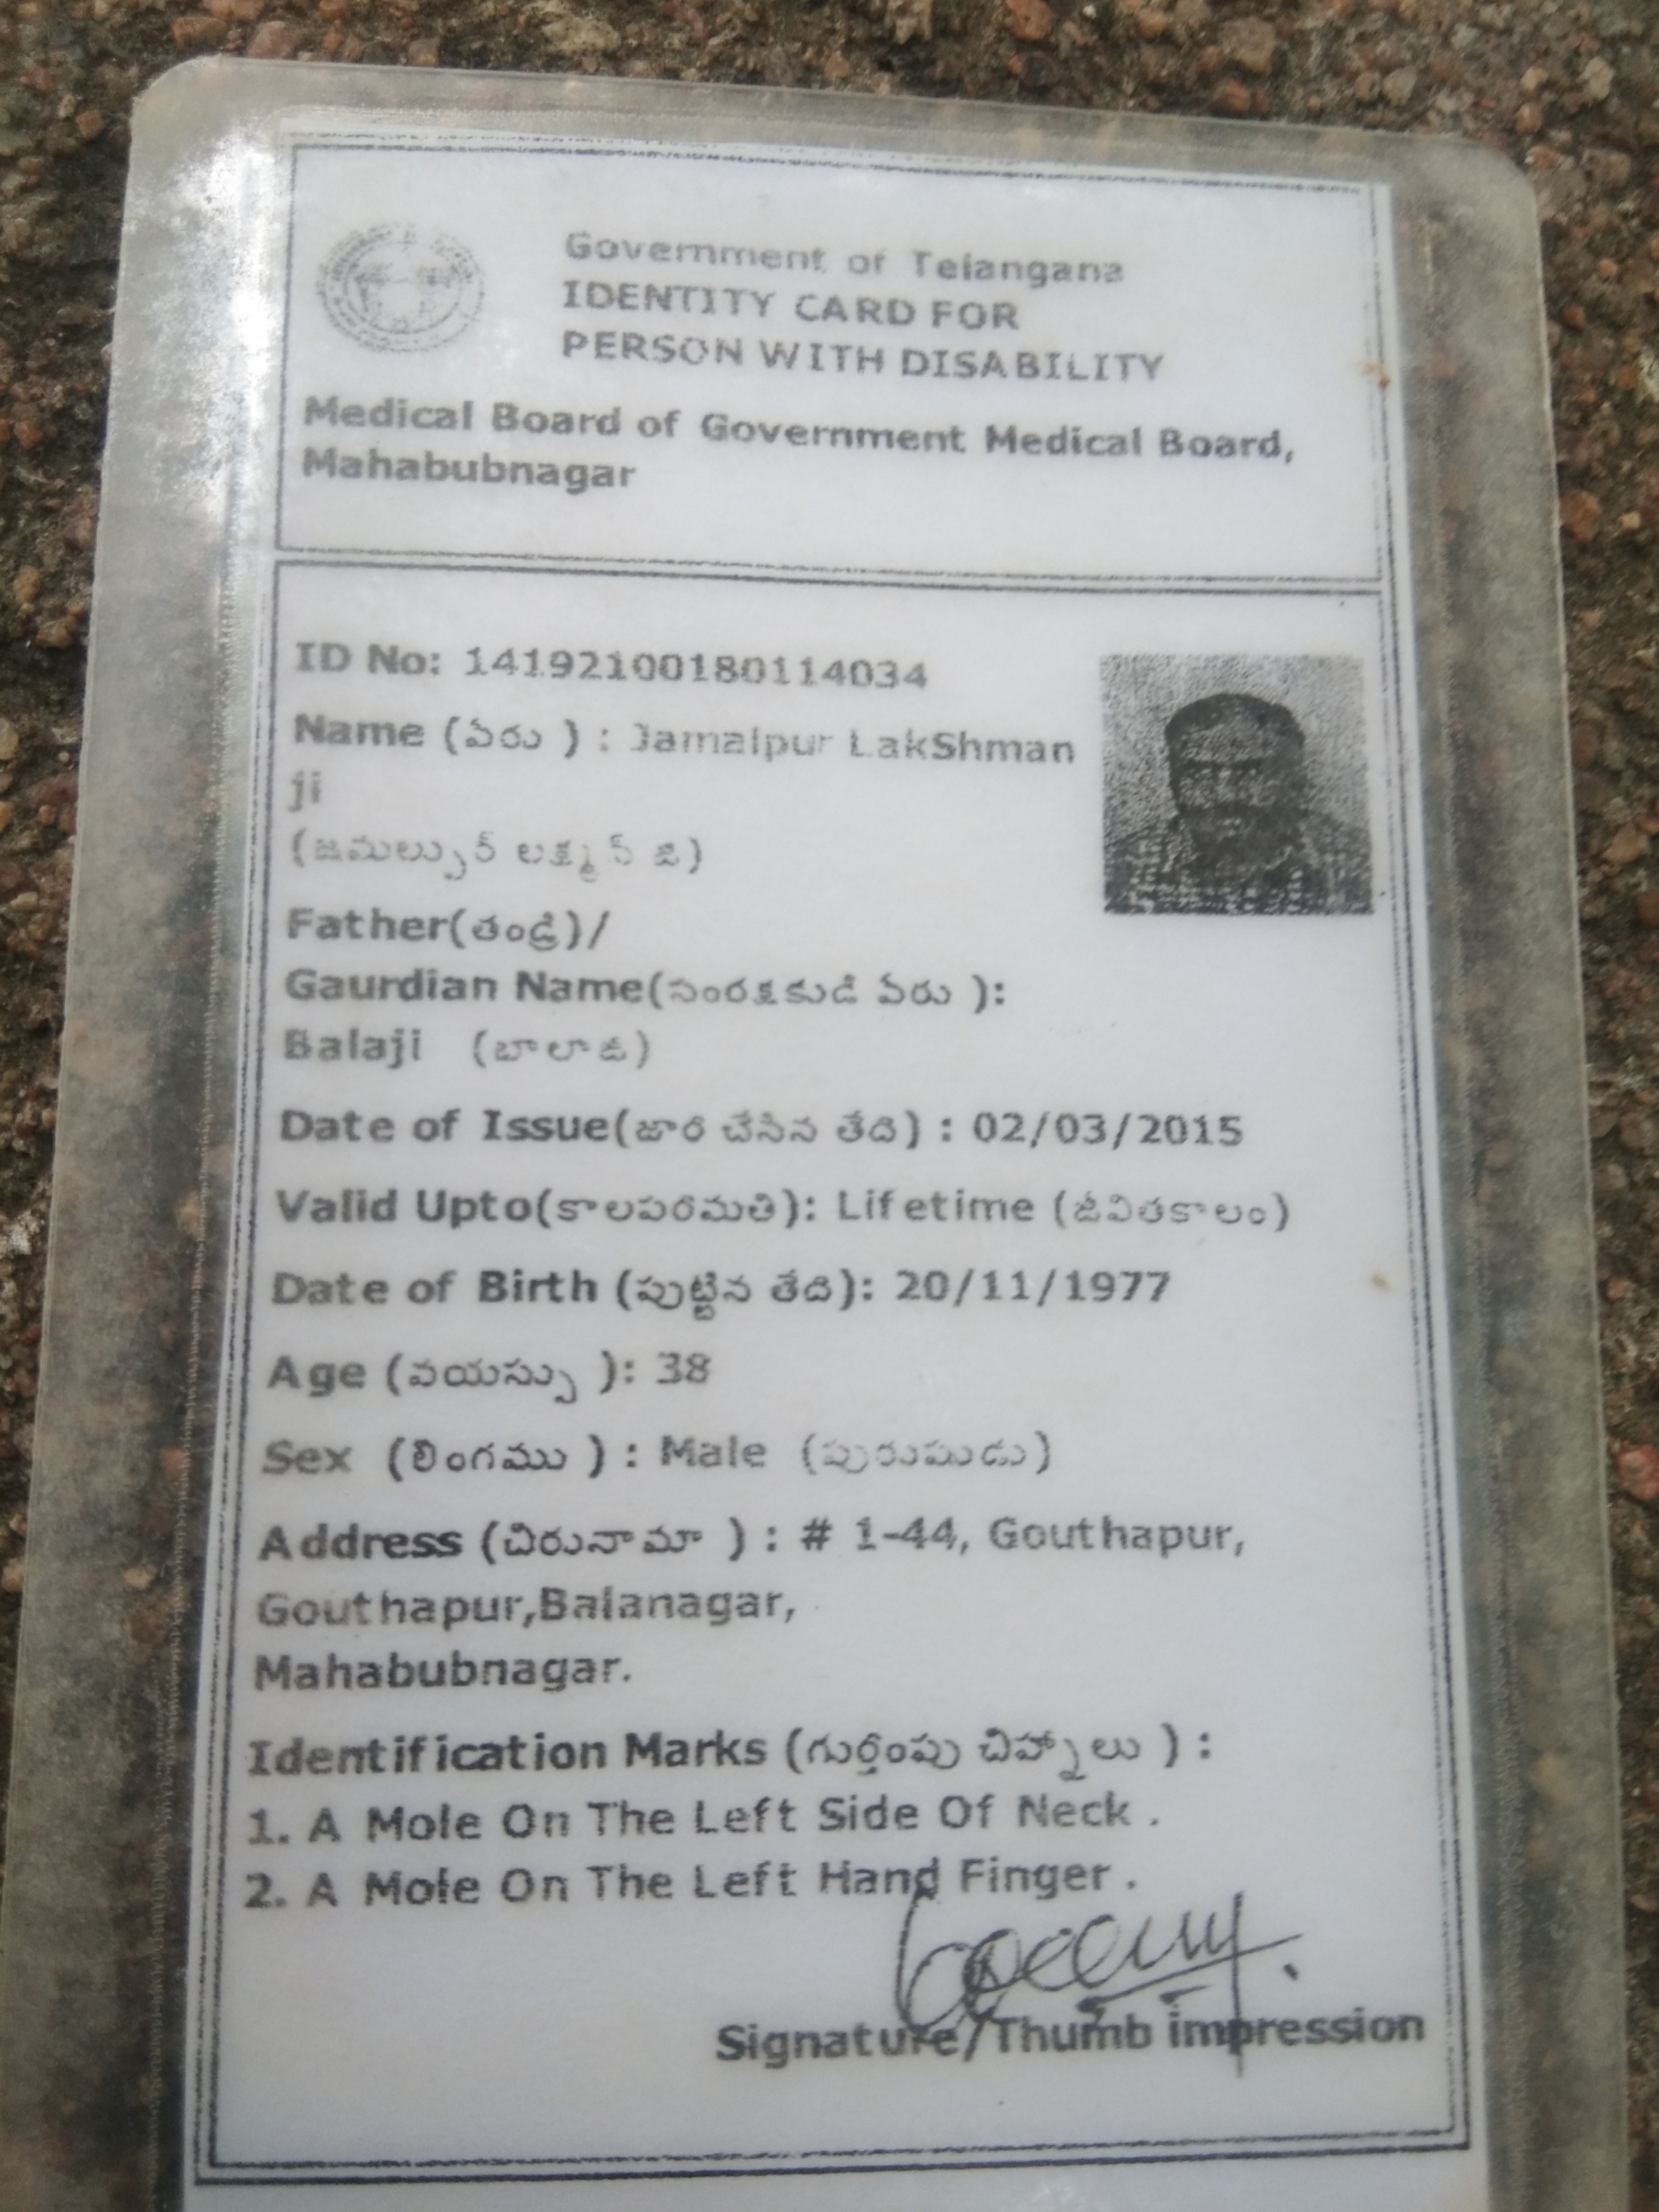 Government of Telangana
IDENTITY CARD FOR
PERSON WITH DISABILITY
Medical Board of Government Medical Board,
Mahabubnagar
ID No: 14192100180114034
Name (పేరు ) : Jamalpur LakShman
ji
(జమల్పుర్ లక్ష్మన్ జి)
Father(తండ్రి)/
Gaurdian Name(సంరక్షకుడి పేరు ):
Balaji (బాలాజి)
Date of Issue(జారి చేసిన తేది) : 02/03/2015
Valid Upto(కాలపరిమితి): Lifetime (జీవితకాలం)
Date of Birth (పుట్టిన తేది): 20/11/1977
Age (వయస్సు ): 38
Sex (లింగము ) : Male (పురుషుడు)
Address (చిరునామా ) : # 1-44, Gouthapur,
Gouthapur,Balanagar,
Mahabubnagar.
Identification Marks (గుర్తింపు చిహ్నాలు ) :
1. A Mole On The Left Side Of Neck .
2. A Mole On The Left Hand Finger .
Signature/Thumb impression